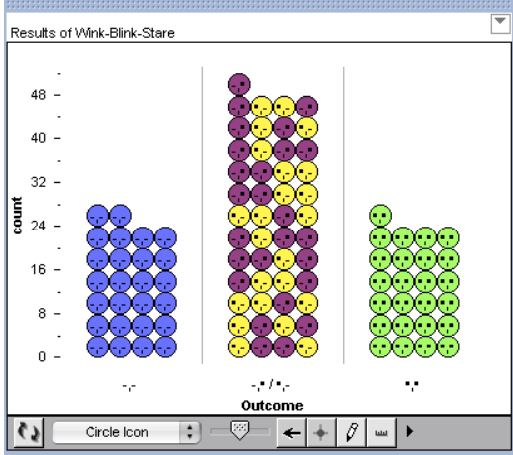 Results of Wink-Blink-Stare
48
40
32
24
16
8
0
count
-,- -,▪/▪,- ▪,▪
Outcome
Circle Icon